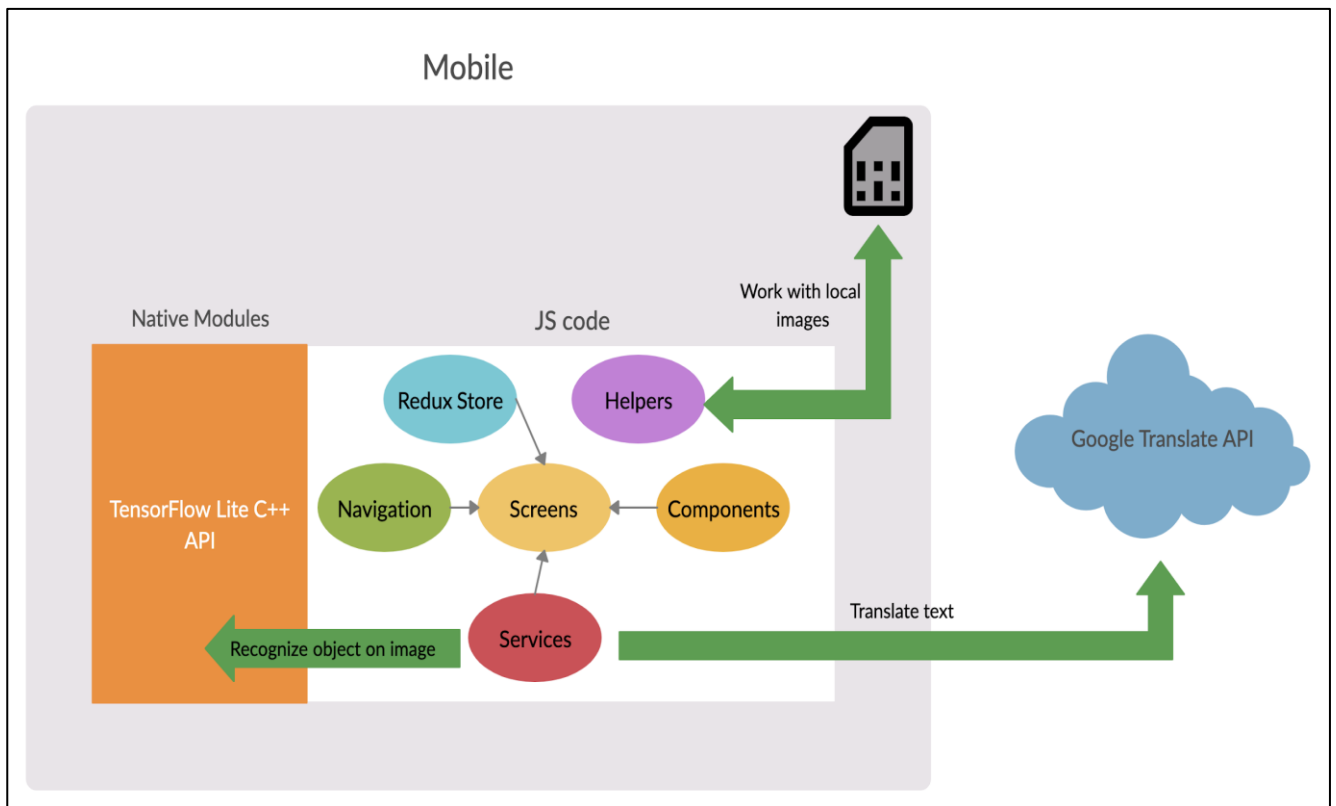 Mobile
Work with local
images
Native Modules
JS code
Redux Store
Helpers
Google Translate API
TensorFlow Lite C++
API
Navigation
Screens
Components
Translate text
Services
Recognize object on image